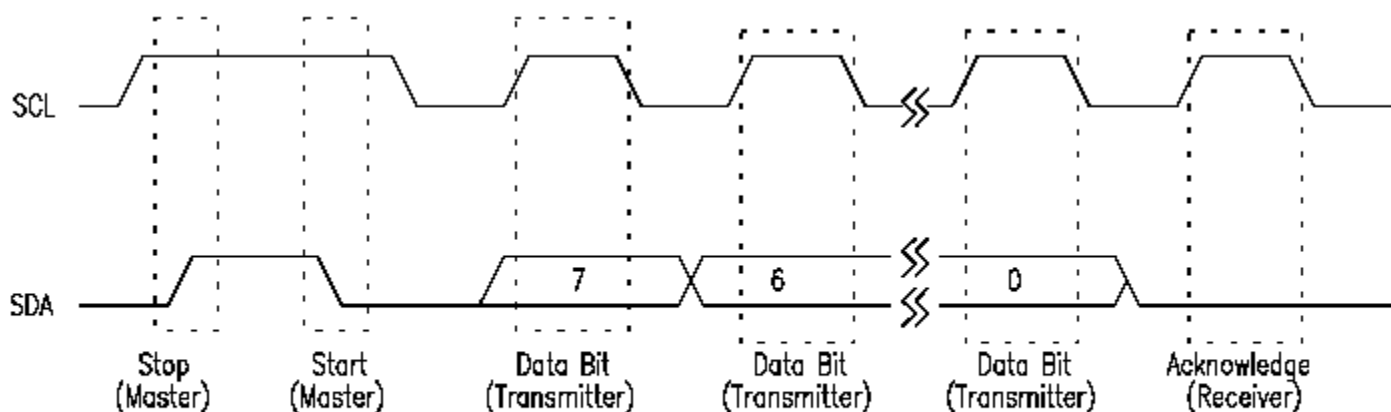 SCL
7 6 0
SDA
Stop Start Data Bit Data Bit Data Bit Acknowledge
(Master) (Master) (Transmitter) (Transmitter) (Transmitter) (Receiver)